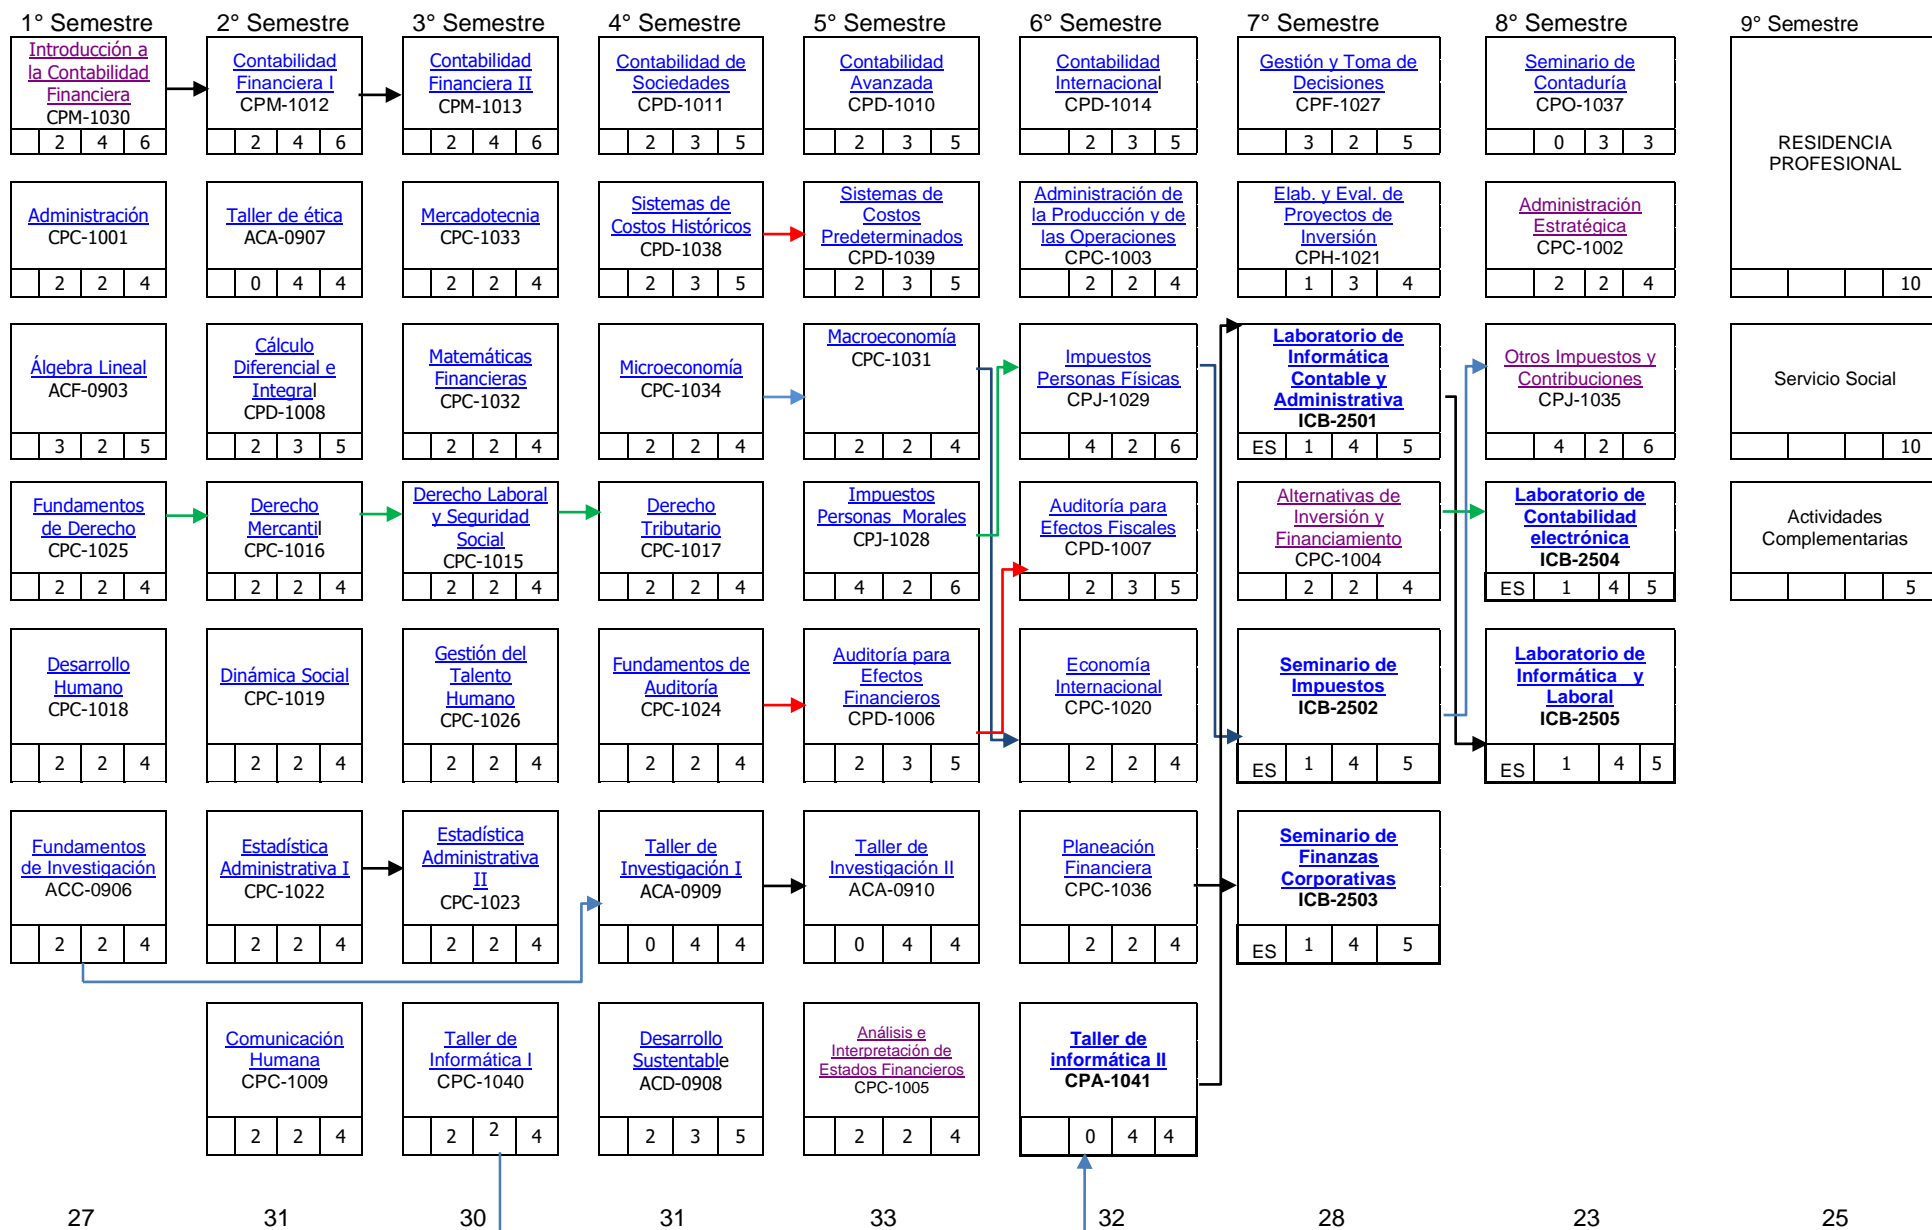 1° Semestre
Introducción a
la Contabilidad
Financiera
CPM-1030
2 4 6
Administración
CPC-1001
2 2 4
Álgebra Lineal
ACF-0903
3 2 5
Fundamentos
de Derecho
CPC-1025
2 2 4
Desarrollo
Humano
CPC-1018
2 2 4
Fundamentos
de Investigación
ACC-0906
2 2 4
27
2° Semestre
Contabilidad
Financiera I
CPM-1012
2 4 6
Taller de ética
ACA-0907
0 4 4
Cálculo
Diferencial e
Integral
CPD-1008
2 3 5
Derecho
Mercantil
CPC-1016
2 2 4
Dinámica Social
CPC-1019
2 2 4
Estadística
Administrativa I
CPC-1022
2 2 4
Comunicación
Humana
CPC-1009
2 2 4
31
3° Semestre
Contabilidad
Financiera II
CPM-1013
2 4 6
Mercadotecnia
CPC-1033
2 2 4
Matemáticas
Financieras
CPC-1032
2 2 4
Derecho Laboral
y Seguridad
Social
CPC-1015
2 2 4
Gestión del
Talento
Humano
CPC-1026
2 2 4
Estadística
Administrativa
II
CPC-1023
2 2 4
Taller de
Informática I
CPC-1040
2 2 4
30
4° Semestre
Contabilidad de
Sociedades
CPD-1011
2 3 5
Sistemas de
Costos Históricos
CPD-1038
2 3 5
Microeconomía
CPC-1034
2 2 4
Derecho
Tributario
CPC-1017
2 2 4
Fundamentos de
Auditoría
CPC-1024
2 2 4
Taller de
Investigación I
ACA-0909
0 4 4
Desarrollo
Sustentable
ACD-0908
2 3 5
31
5° Semestre
Contabilidad
Avanzada
CPD-1010
2 3 5
Sistemas de
Costos
Predeterminados
CPD-1039
2 3 5
Macroeconomía
CPC-1031
2 2 4
Impuestos
Personas Morales
CPJ-1028
4 2 6
Auditoría para
Efectos
Financieros
CPD-1006
2 3 5
Taller de
Investigación II
ACA-0910
0 4 4
Análisis e
Interpretación de
Estados Financieros
CPC-1005
2 2 4
33
6° Semestre
Contabilidad
Internacional
CPD-1014
2 3 5
Administración de
la Producción y de
las Operaciones
CPC-1003
2 2 4
Impuestos
Personas Físicas
CPJ-1029
4 2 6
Auditoría para
Efectos Fiscales
CPD-1007
2 3 5
Economía
Internacional
CPC-1020
2 2 4
Planeación
Financiera
CPC-1036
2 2 4
Taller de
informática II
CPA-1041
0 4 4
32
7° Semestre
Gestión y Toma de
Decisiones
CPF-1027
3 2 5
Elab. y Eval. de
Proyectos de
Inversión
CPH-1021
1 3 4
Laboratorio de
Informática
Contable y
Administrativa
ICB-2501
ES 1 4 5
Alternativas de
Inversión y
Financiamiento
CPC-1004
2 2 4
Seminario de
Impuestos
ICB-2502
ES 1 4 5
Seminario de
Finanzas
Corporativas
ICB-2503
ES 1 4 5
28
8° Semestre
Seminario de
Contaduría
CPO-1037
0 3 3
Administración
Estratégica
CPC-1002
2 2 4
Otros Impuestos y
Contribuciones
CPJ-1035
4 2 6
Laboratorio de
Contabilidad
electrónica
ICB-2504
ES 1 4 5
Laboratorio de
Informática y
Laboral
ICB-2505
ES 1 4 5
23
9° Semestre
RESIDENCIA
PROFESIONAL
10
Servicio Social
10
Actividades
Complementarias
5
25